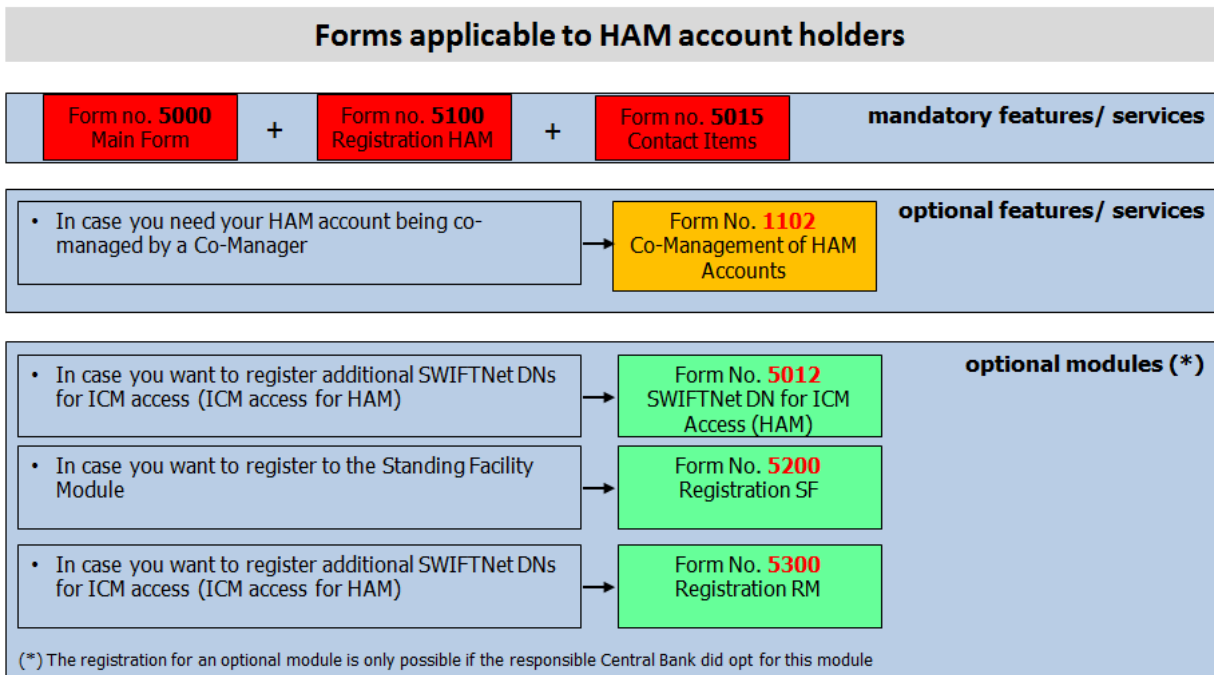 Forms applicable to HAM account holders
Form no. 5000
Main Form
+
Form no. 5100
Registration HAM
+
Form no. 5015
Contact Items
mandatory features/ services
• In case you need your HAM account being co-
managed by a Co-Manager
Form No. 1102
Co-Management of HAM
Accounts
optional features/ services
• In case you want to register additional SWIFTNet DNs
for ICM access (ICM access for HAM)
Form No. 5012
SWIFTNet DN for ICM
Access (HAM)
optional modules (*)
• In case you want to register to the Standing Facility
Module
Form No. 5200
Registration SF
• In case you want to register additional SWIFTNet DNs
for ICM access (ICM access for HAM)
Form No. 5300
Registration RM
(*) The registration for an optional module is only possible if the responsible Central Bank did opt for this module